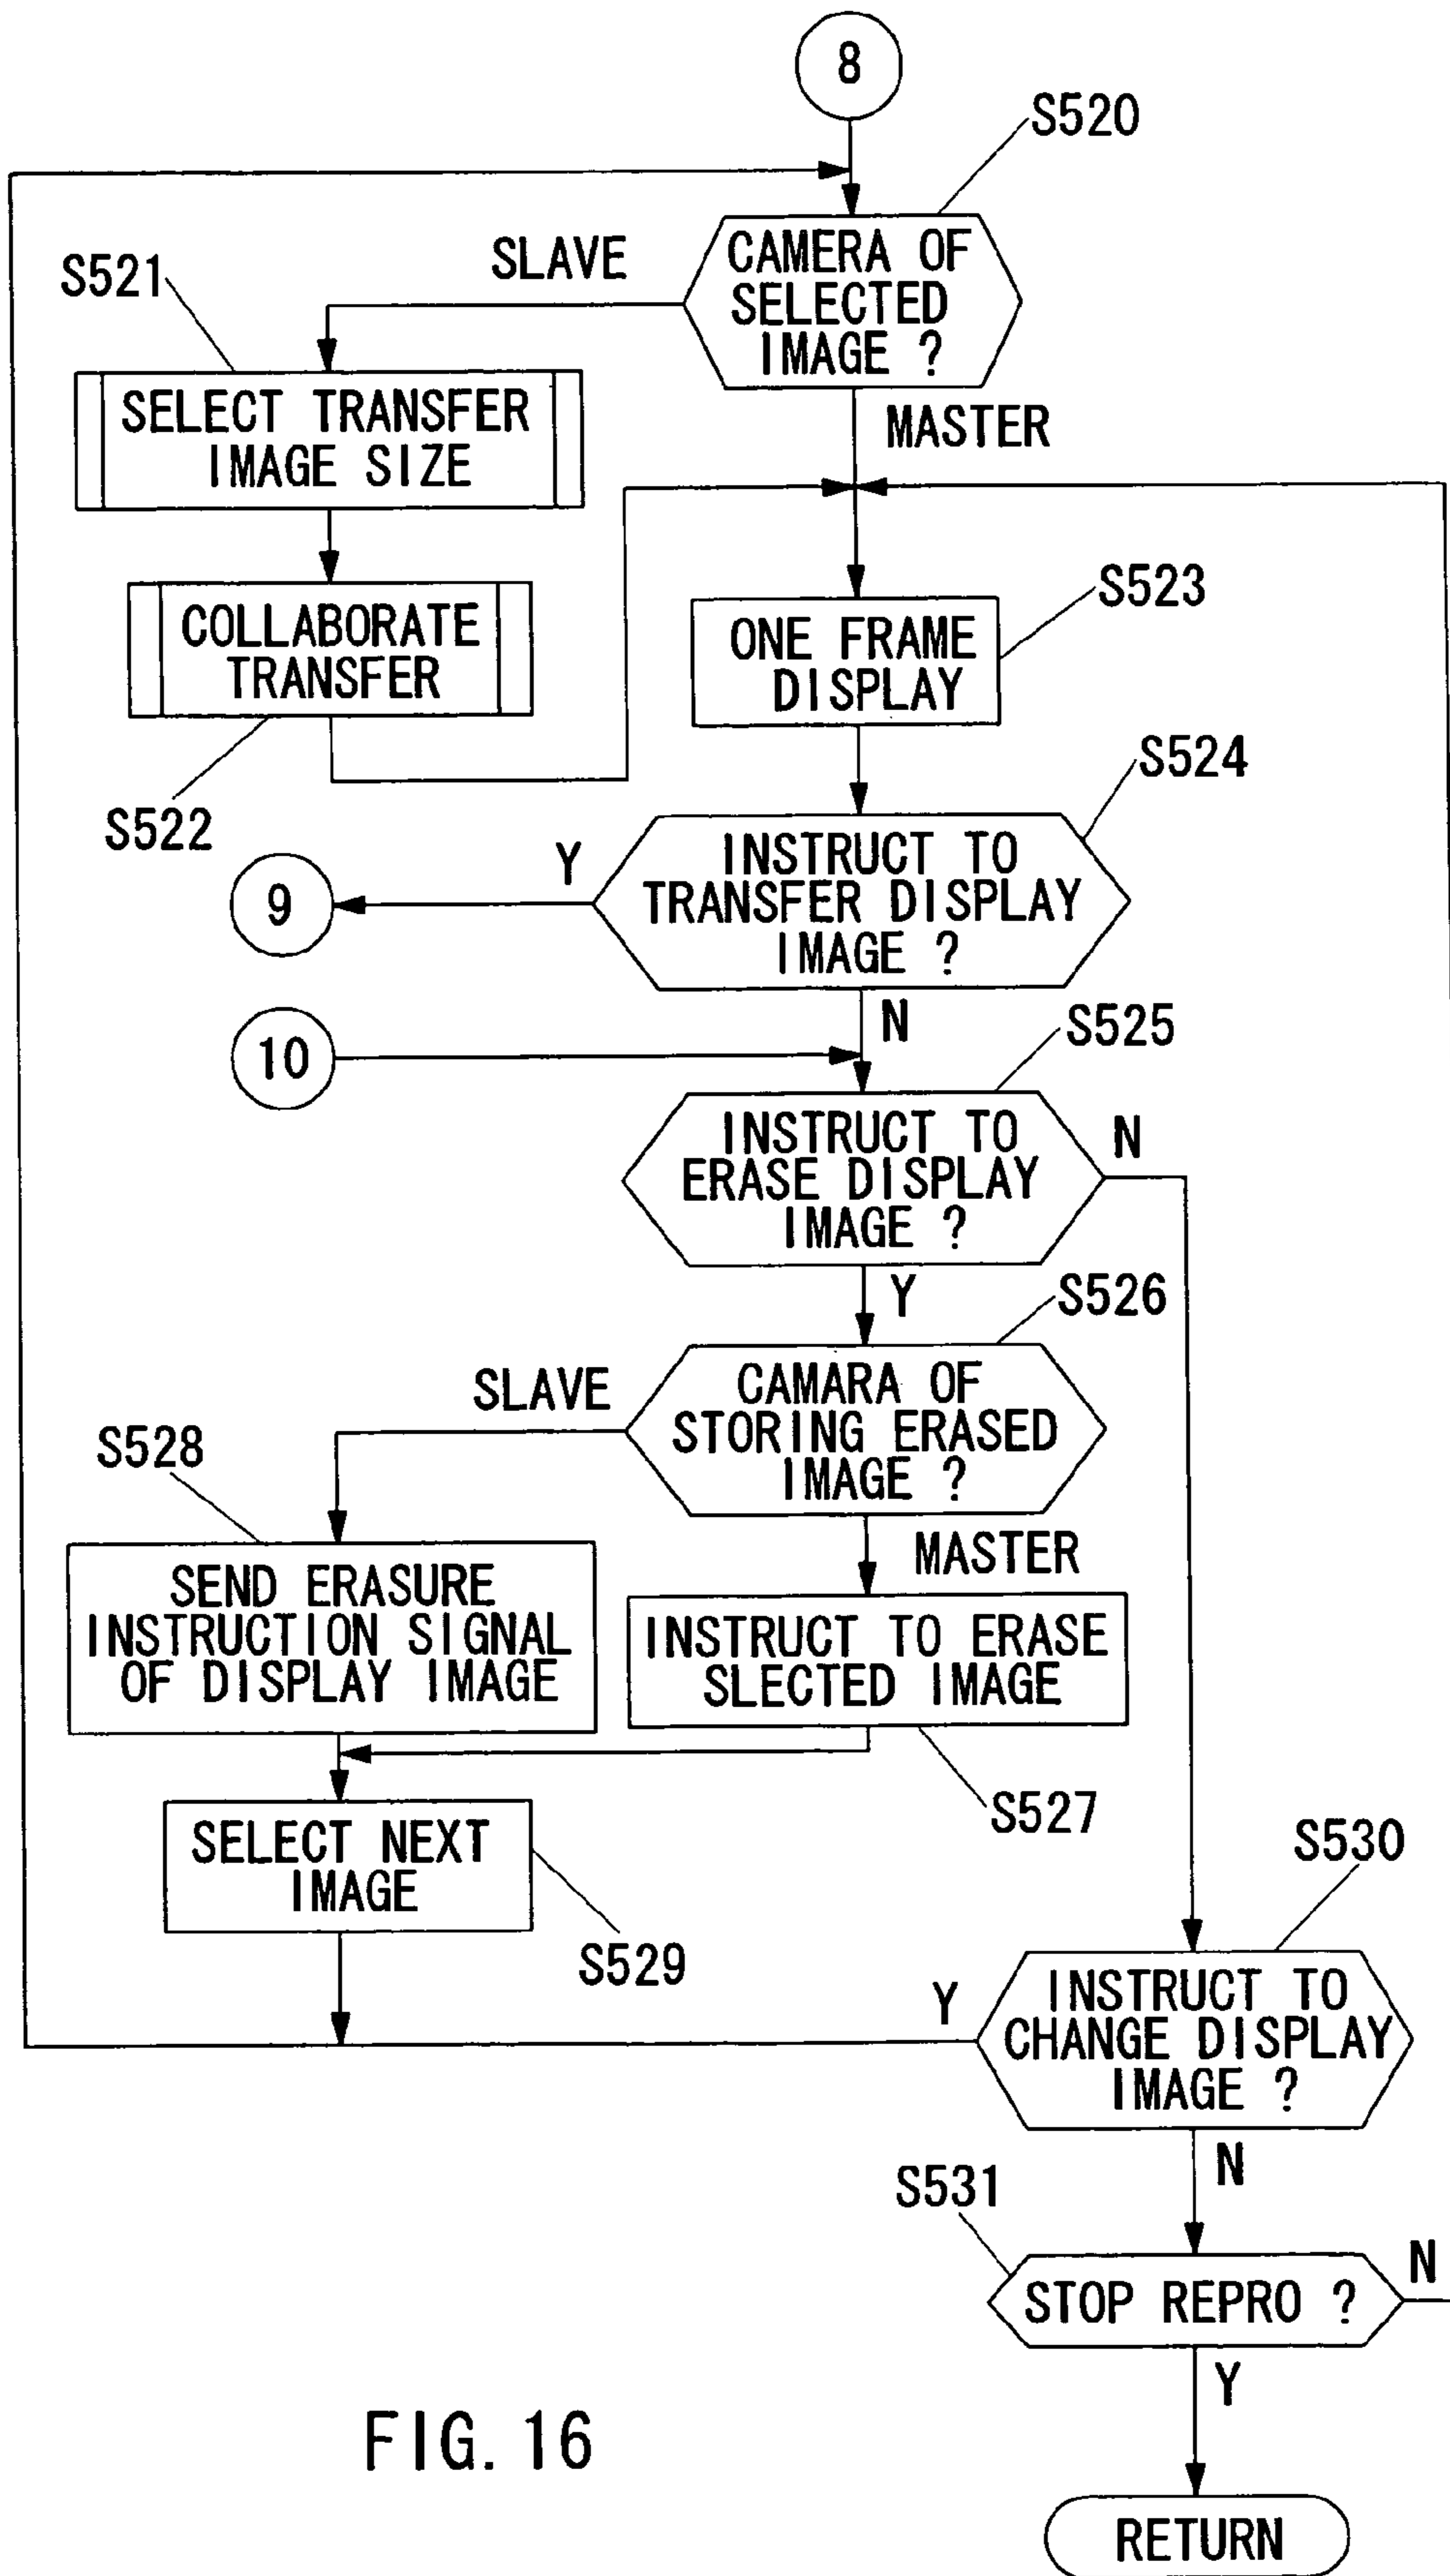 8
S520
CAMERA OF
SELECTED
IMAGE ?
SLAVE
MASTER
S521
SELECT TRANSFER
IMAGE SIZE
COLLABORATE
TRANSFER
S522
ONE FRAME
DISPLAY
S523
S524
INSTRUCT TO
TRANSFER DISPLAY
IMAGE ?
Y
9
N
10
S525
INSTRUCT TO
ERASE DISPLAY
IMAGE ?
N
Y
S526
CAMARA OF
STORING ERASED
IMAGE ?
SLAVE
MASTER
S528
SEND ERASURE
INSTRUCTION SIGNAL
OF DISPLAY IMAGE
INSTRUCT TO ERASE
SLECTED IMAGE
S527
SELECT NEXT
IMAGE
S529
S530
INSTRUCT TO
CHANGE DISPLAY
IMAGE ?
Y
N
S531
STOP REPRO ?
N
Y
RETURN
FIG. 16